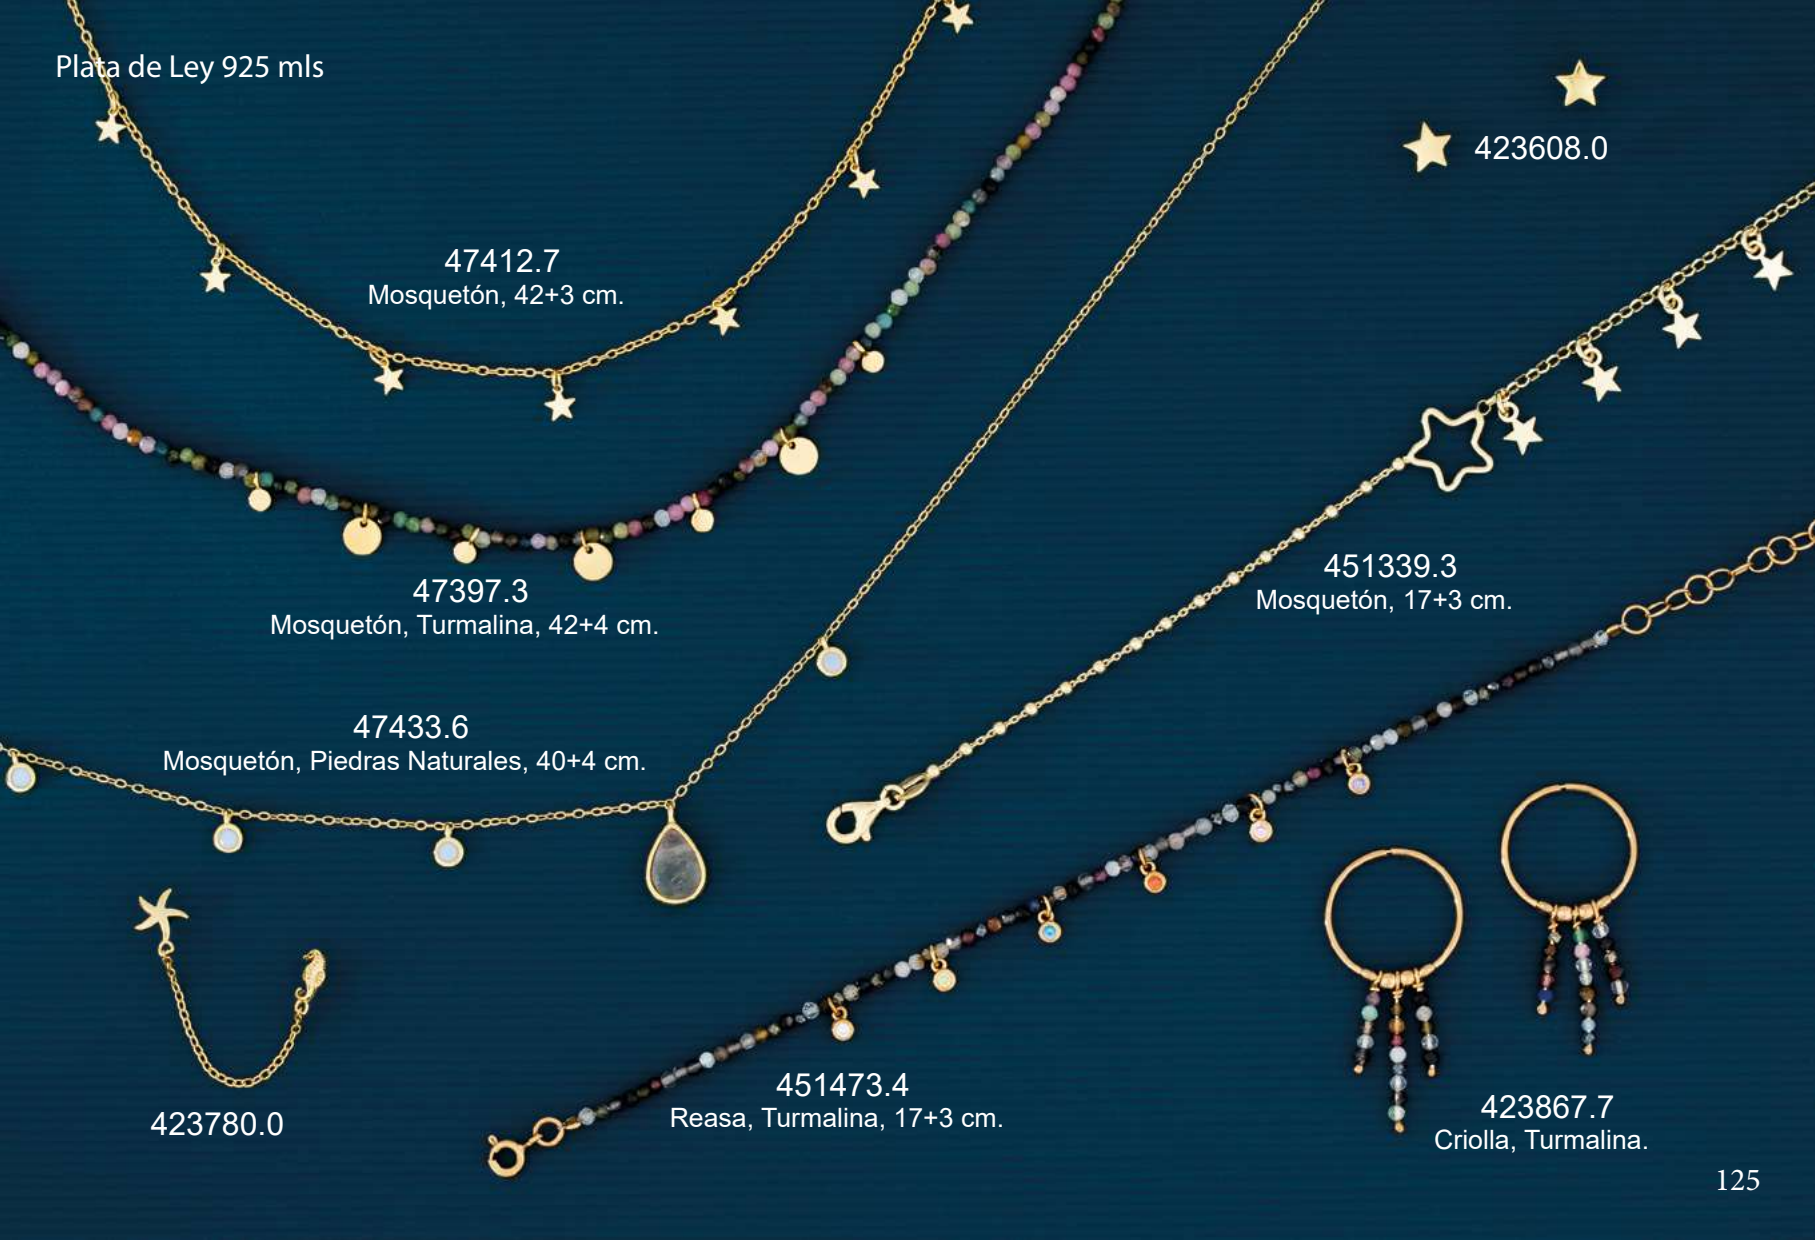 Plata de Ley 925 mls
423608.0
47412.7
Mosquetón, 42+3 cm.
451339.3
Mosquetón, 17+3 cm.
47397.3
Mosquetón, Turmalina, 42+4 cm.
47433.6
Mosquetón, Piedras Naturales, 40+4 cm.
451473.4
Reasa, Turmalina, 17+3 cm.
423867.7
Criolla, Turmalina.
423780.0
125